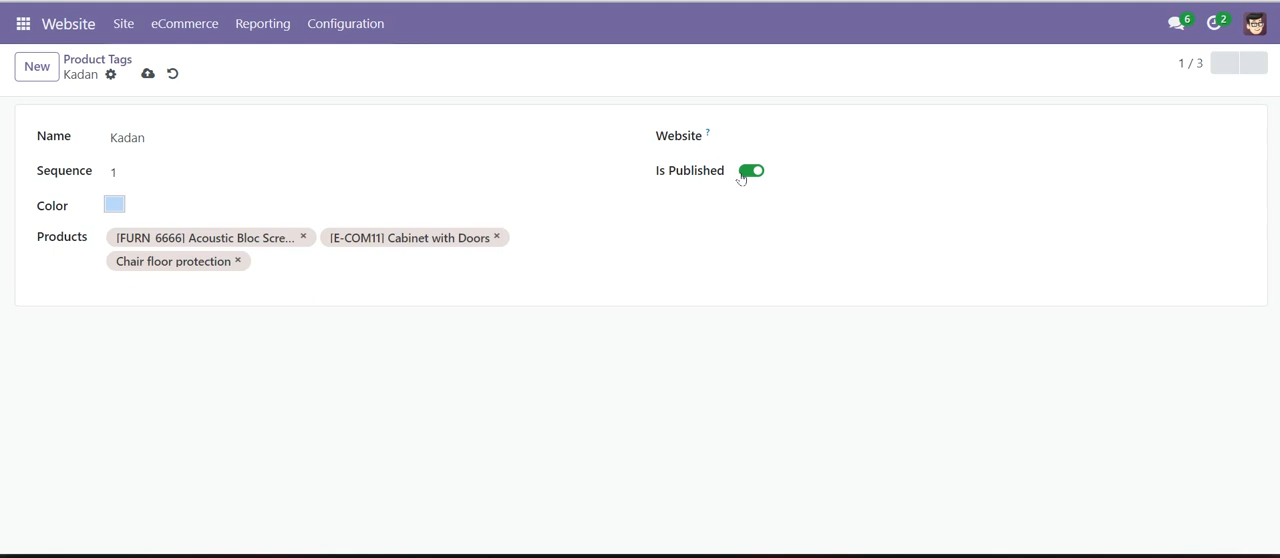 Website Site eCommerce Reporting Configuration 6 2
New Product Tags
Kadan 1 / 3
Name Kadan Website ?
Sequence 1 Is Published
Color
Products [FURN_6666] Acoustic Bloc Scre... × [E-COM11] Cabinet with Doors ×
Chair floor protection ×